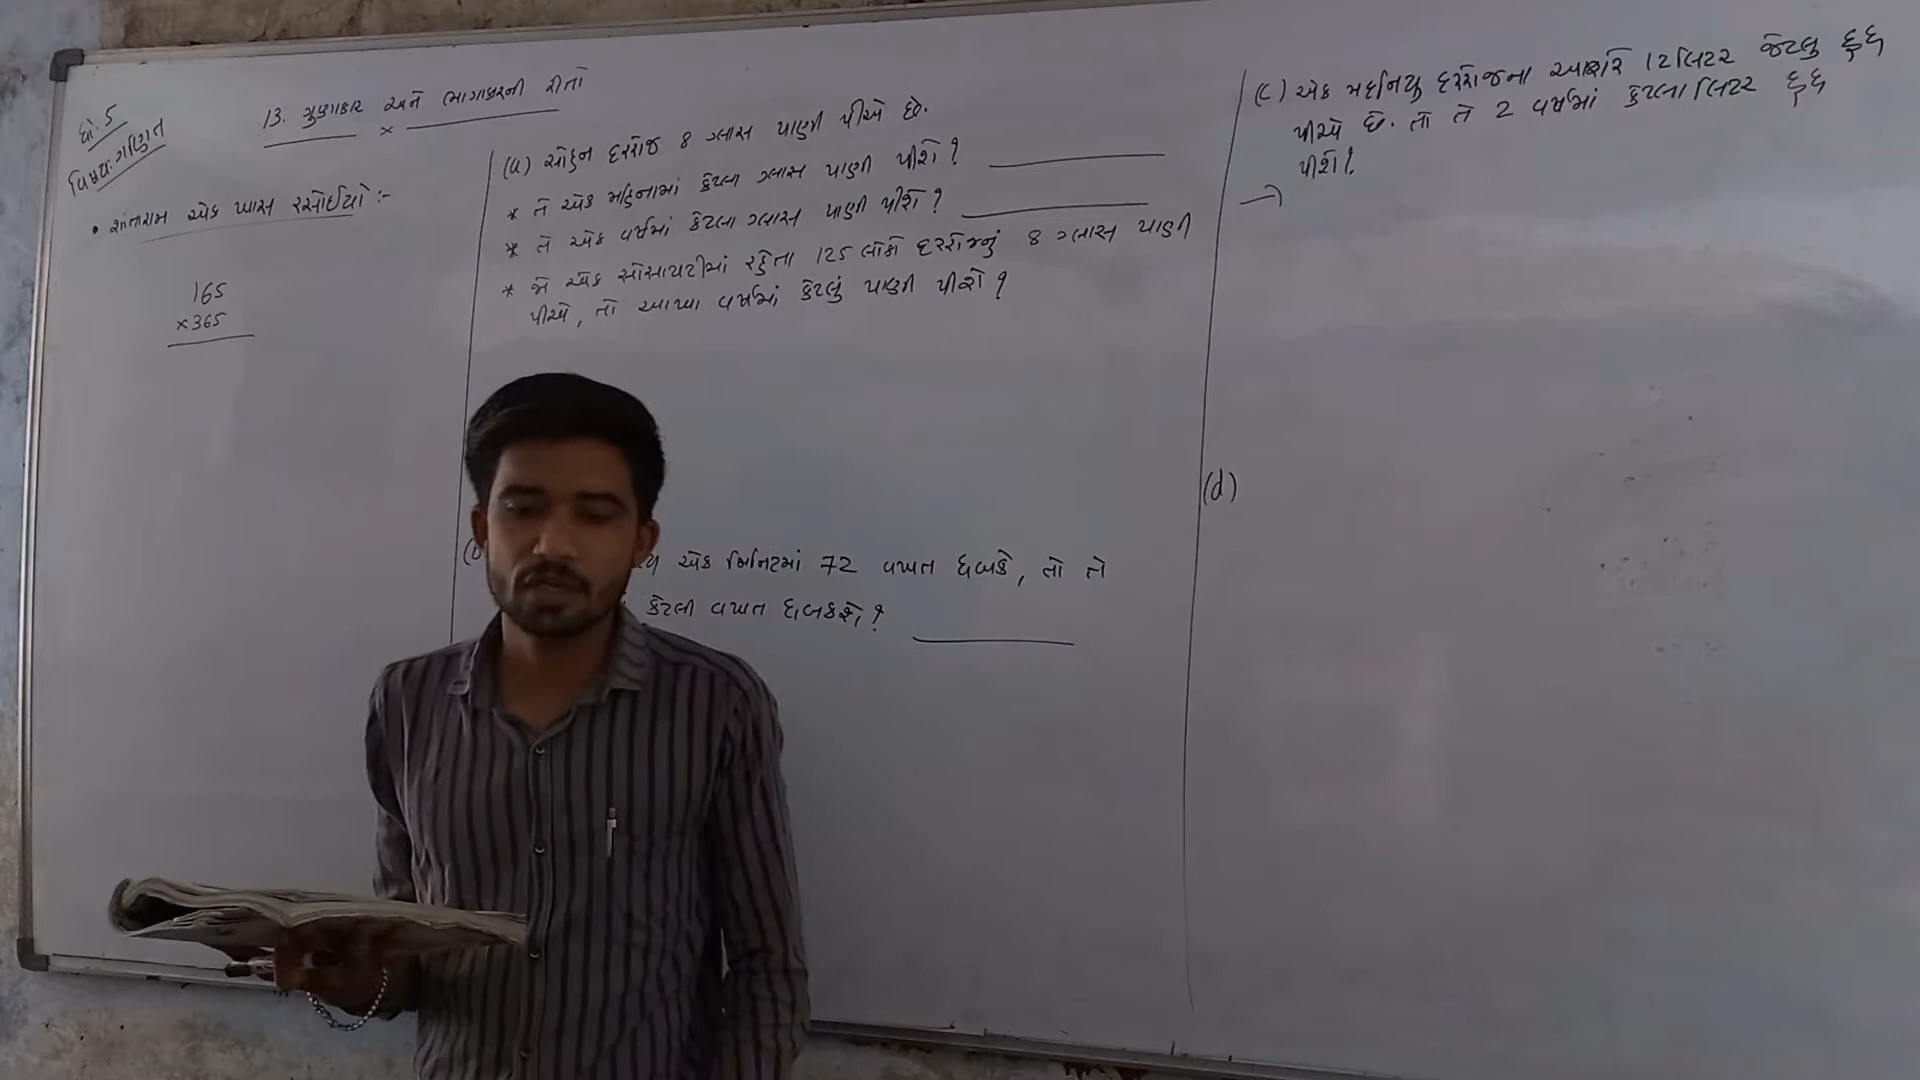 ધો. 5
વિષય: ગણિત
13. ગુણાકાર અને ભાગાકારની રીતો
×
• શાંતારામ એક ખાસ રસોઈયો :-
165
×365
(a) સોહન દરરોજ 8 ગ્લાસ પાણી પીએ છે.
* તે એક મહિનામાં કેટલા ગ્લાસ પાણી પીશે ?
* તે એક વર્ષમાં કેટલા ગ્લાસ પાણી પીશે ?
* જો એક સોસાયટીમાં રહેતા 125 લોકો દરરોજનું 8 ગ્લાસ પાણી
પીએ, તો આખા વર્ષમાં કેટલું પાણી પીશે ?
એક મિનિટમાં 72 વખત ધબકે, તો તે
કેટલી વખત ધબકશે ?
(c) એક મદનિયુ દરરોજના આશરે 12 લિટર જેટલુ દૂધ
પીએ છે. તો તે 2 વર્ષમાં કેટલા લિટર દૂધ
પીશે ?
→
(d)